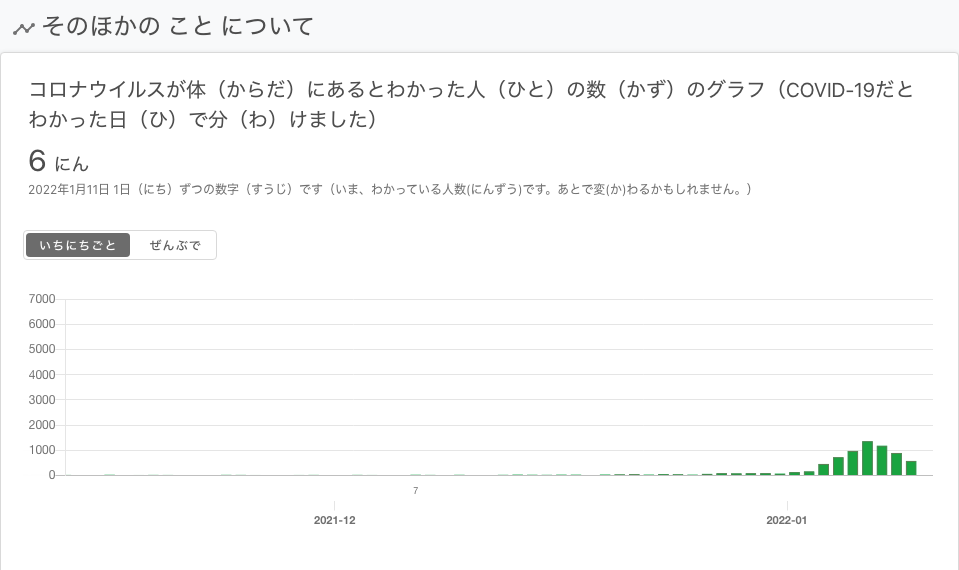 そのほかの こと について
コロナウイルスが体（からだ）にあるとわかった人（ひと）の数（かず）のグラフ（COVID-19だと
わかった日（ひ）で分（わ）けました）
6 にん
2022年1月11日 1日（にち）ずつの数字（すうじ）です（いま、わかっている人数(にんずう)です。あとで変(か)わるかもしれません。）
いちにちごと ぜんぶで
7000
6000
5000
4000
3000
2000
1000
0
7
2021-12 2022-01